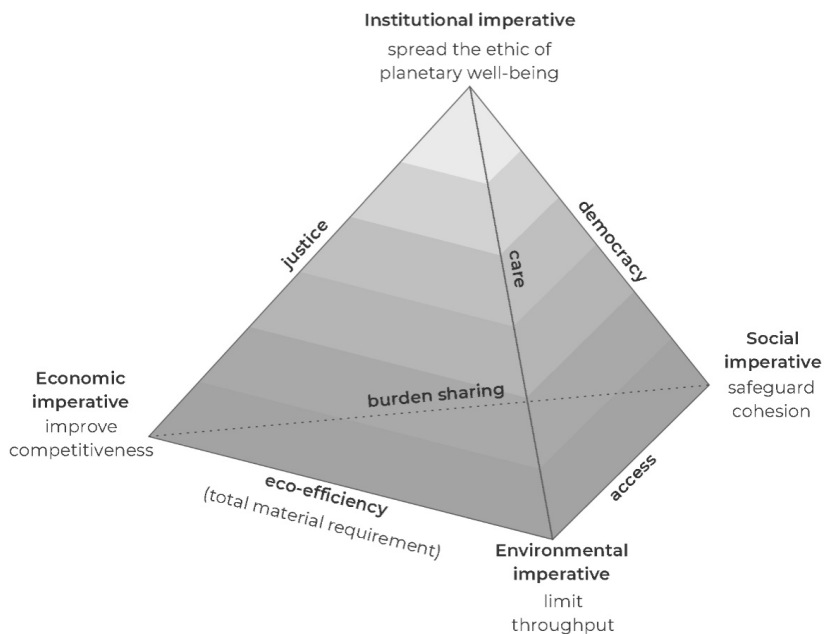 Institutional imperative
spread the ethic of
planetary well-being
justice
democracy
care
Social
imperative
safeguard
cohesion
Economic
imperative
improve
competitiveness
burden sharing
access
eco-efficiency
(total material requirement)
Environmental
imperative
limit
throughput